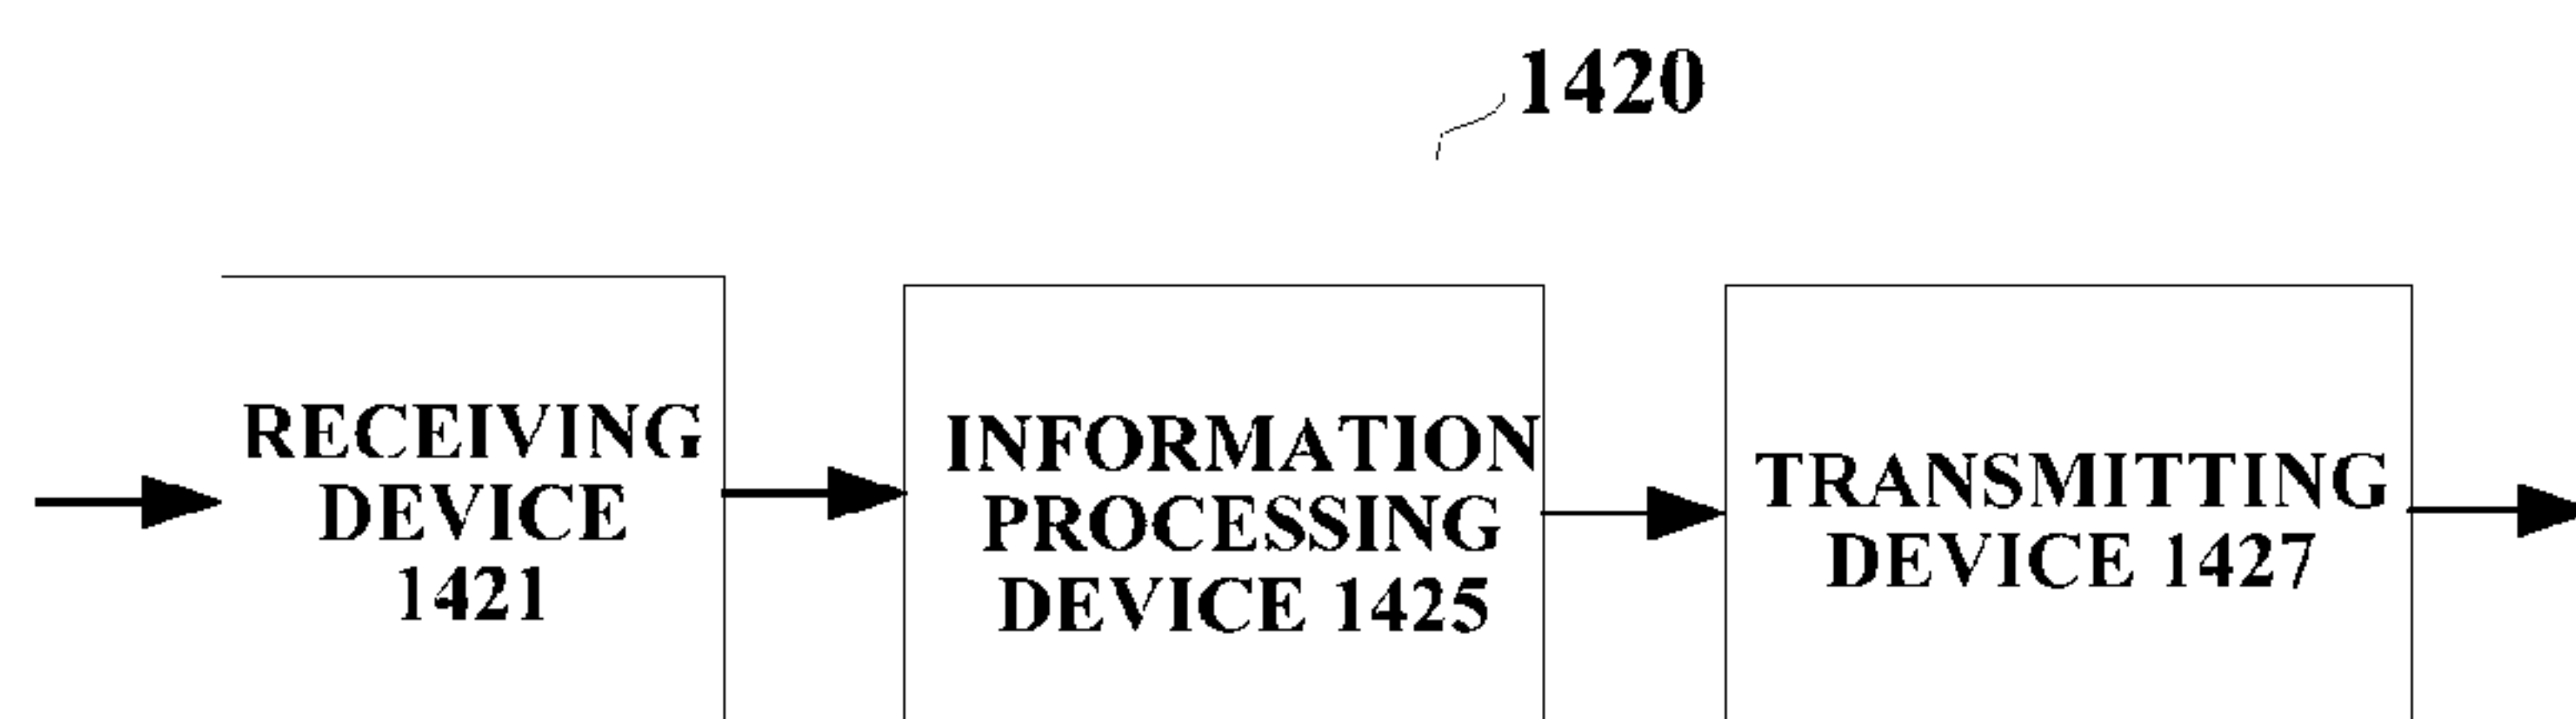 1420
RECEIVING
DEVICE
1421
INFORMATION
PROCESSING
DEVICE 1425
TRANSMITTING
DEVICE 1427